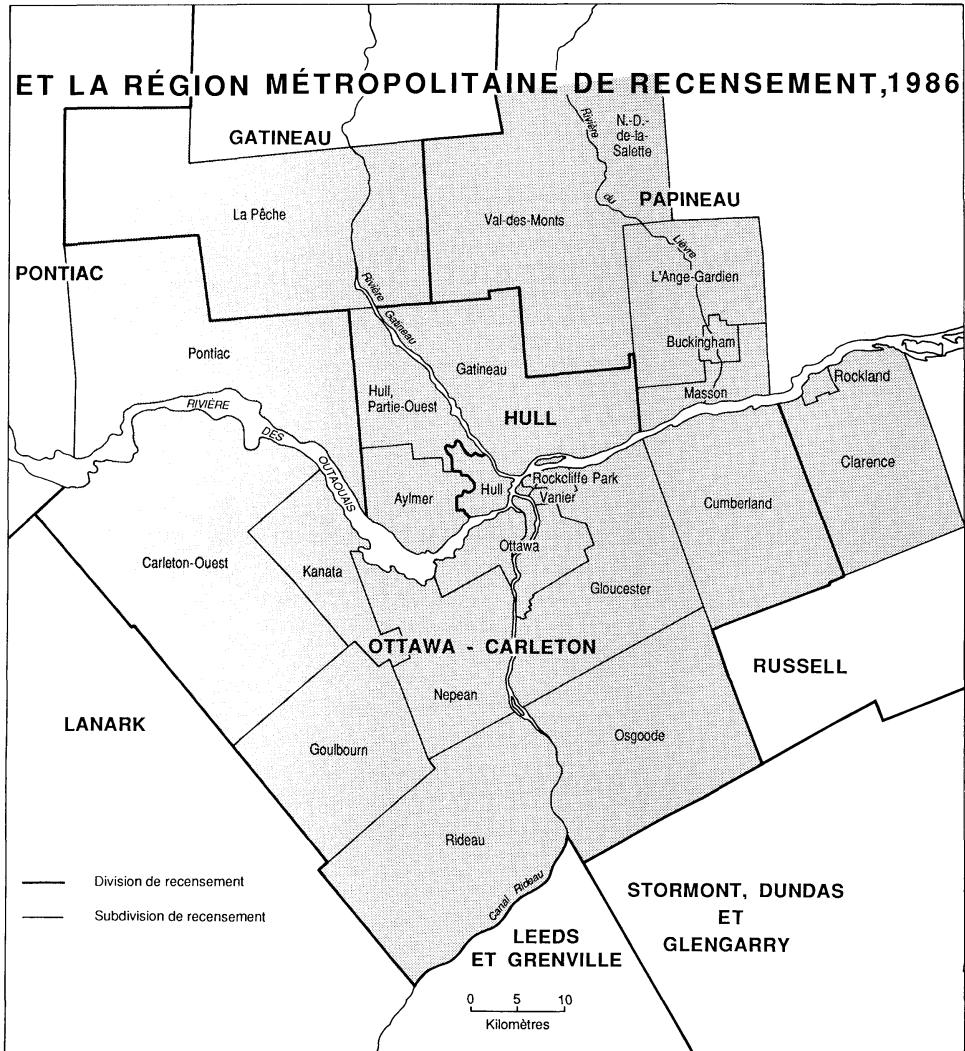 ET LA RÉGION MÉTROPOLITAINE DE RECENSEMENT, 1986
GATINEAU
N.-D.-
de-la-
Salette
Rivière
du
Lièvre
PAPINEAU
La Pêche
Val-des-Monts
PONTIAC
L'Ange-Gardien
Rivière
Gatineau
Pontiac
Buckingham
Gatineau
Rockland
Hull,
Partie-Ouest
Masson
RIVIÈRE
DES
OUTAOUAIS
HULL
Clarence
Aylmer
Hull
Rockcliffe Park
Vanier
Cumberland
Ottawa
Carleton-Ouest
Kanata
Gloucester
OTTAWA - CARLETON
RUSSELL
Nepean
LANARK
Goulbourn
Osgoode
Rideau
Division de recensement
Subdivision de recensement
Canal Rideau
STORMONT, DUNDAS
ET
GLENGARRY
LEEDS
ET GRENVILLE
0 5 10
Kilomètres